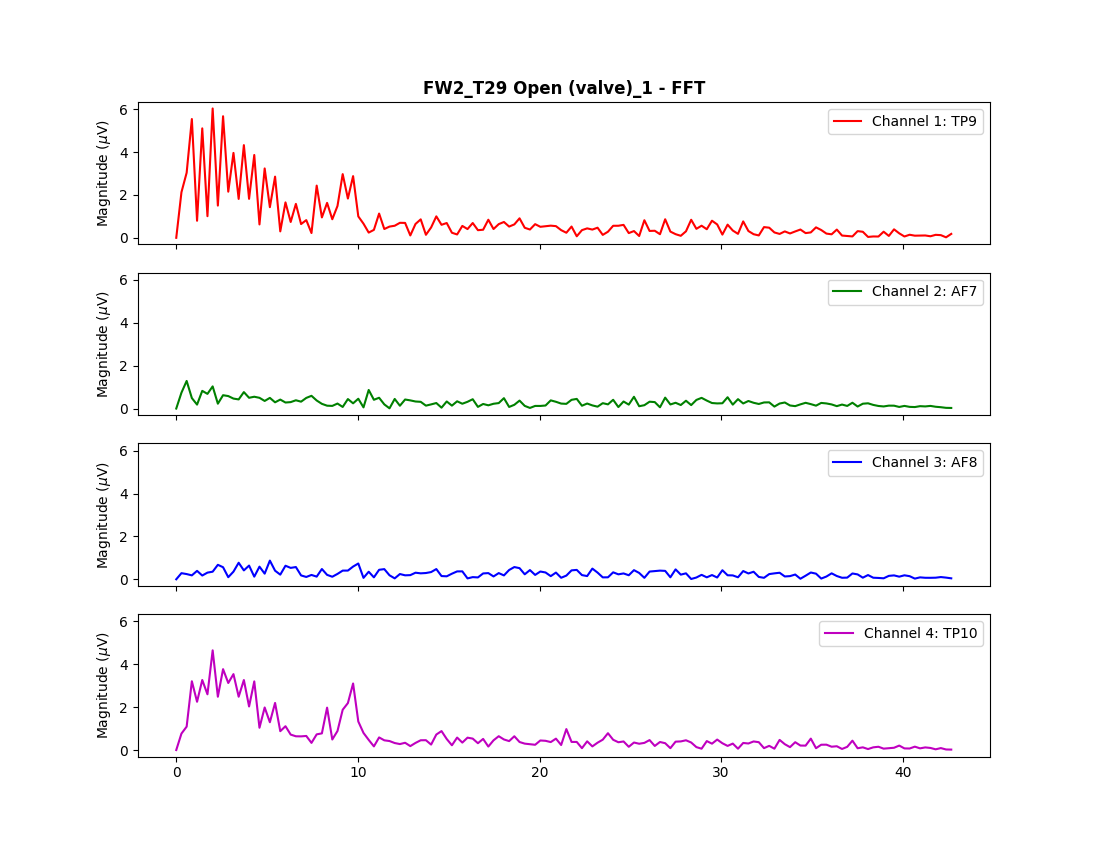 FW2_T29 Open (valve)_1 - FFT
6
4
2
0
Magnitude (μV)
Channel 1: TP9
6
4
2
0
Magnitude (μV)
Channel 2: AF7
6
4
2
0
Magnitude (μV)
Channel 3: AF8
6
4
2
0
Magnitude (μV)
Channel 4: TP10
0 10 20 30 40